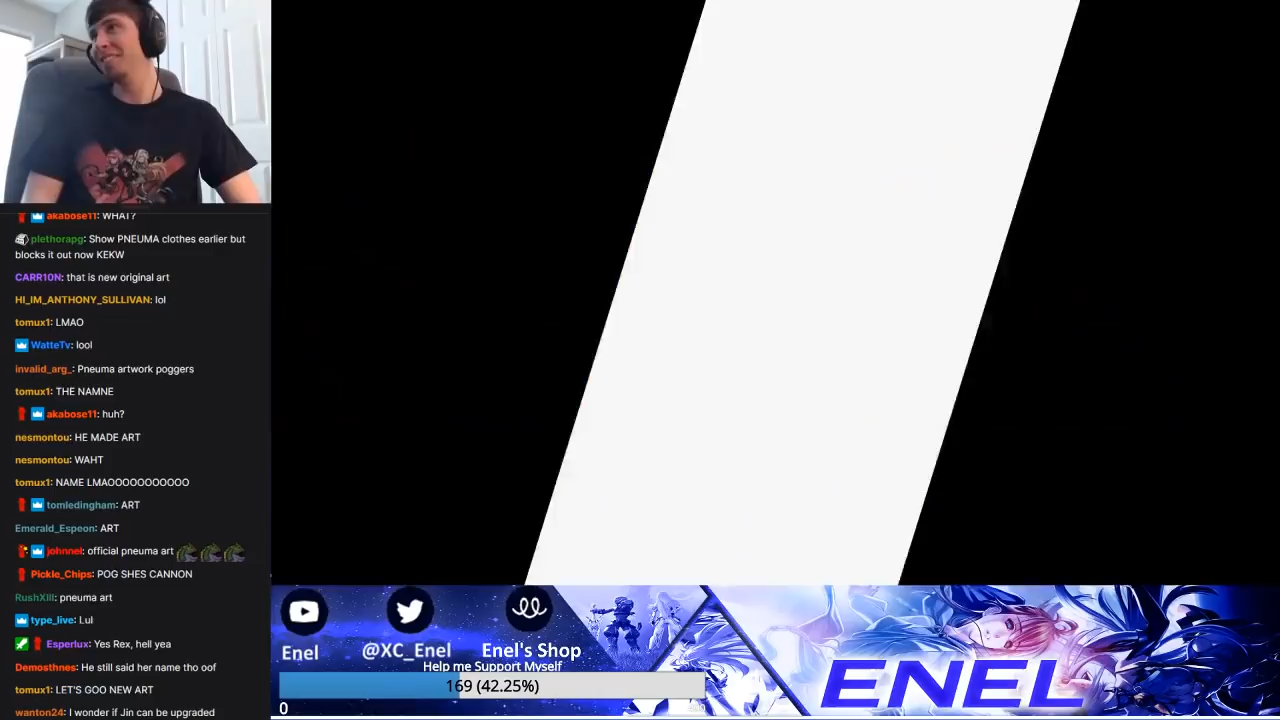 akabose11: WHAT?
plethorapg: Show PNEUMA clothes earlier but
blocks it out now KEKW
CARR10N: that is new original art
HI_IM_ANTHONY_SULLIVAN: lol
tomux1: LMAO
WatteTv: lool
invalid_arg_: Pneuma artwork poggers
tomux1: THE NAMNE
akabose11: huh?
nesmontou: HE MADE ART
nesmontou: WAHT
tomux1: NAME LMAOOOOOOOOOOO
tomledingham: ART
Emerald_Espeon: ART
johnnel: official pneuma art
Pickle_Chips: POG SHES CANNON
RushXIII: pneuma art
type_live: Lul
Esperlux: Yes Rex, hell yea
Demosthnes: He still said her name tho oof
tomux1: LET'S GOO NEW ART
wanton24: I wonder if Jin can be upgraded
Enel
@XC_Enel
Enel's Shop
Help me Support Myself
169 (42.25%)
0
ENEL